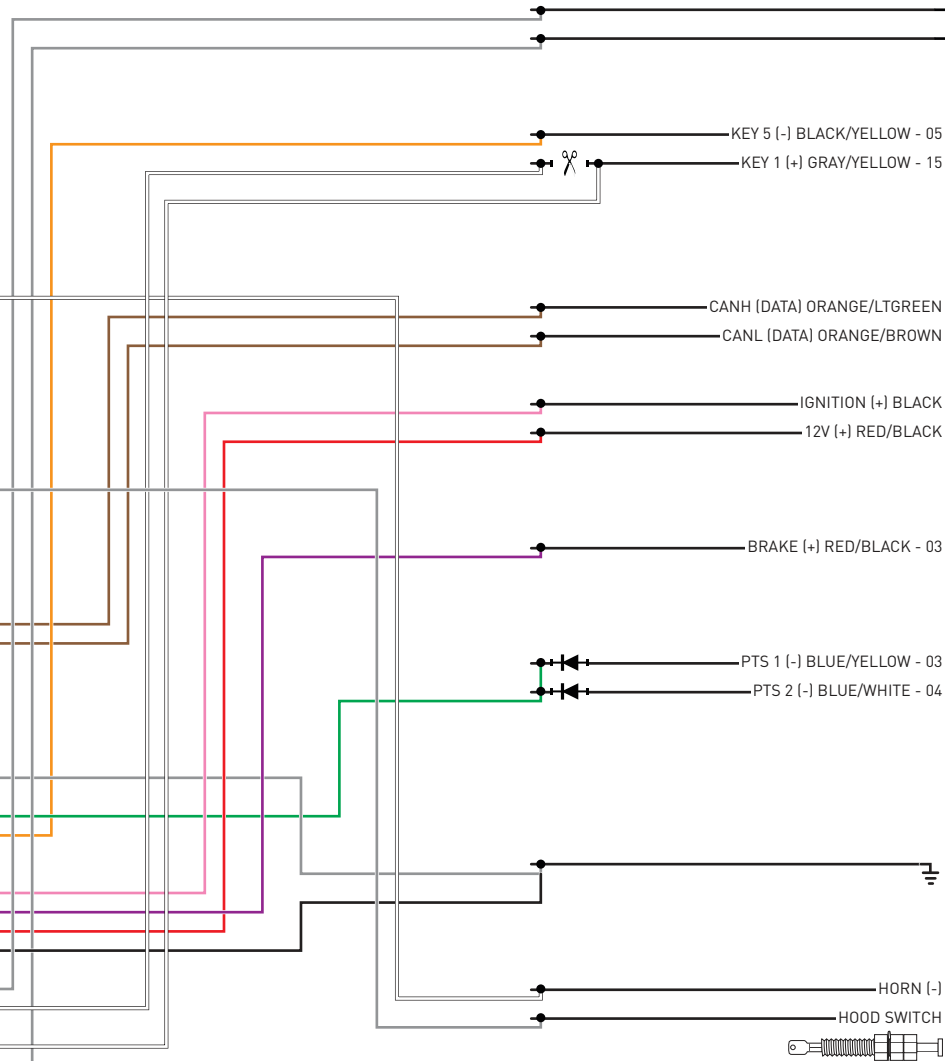 KEY 5 (-) BLACK/YELLOW - 05
KEY 1 (+) GRAY/YELLOW - 15
CANH (DATA) ORANGE/LTGREEN
CANL (DATA) ORANGE/BROWN
IGNITION (+) BLACK
12V (+) RED/BLACK
BRAKE (+) RED/BLACK - 03
PTS 1 (-) BLUE/YELLOW - 03
PTS 2 (-) BLUE/WHITE - 04
HORN (-)
HOOD SWITCH